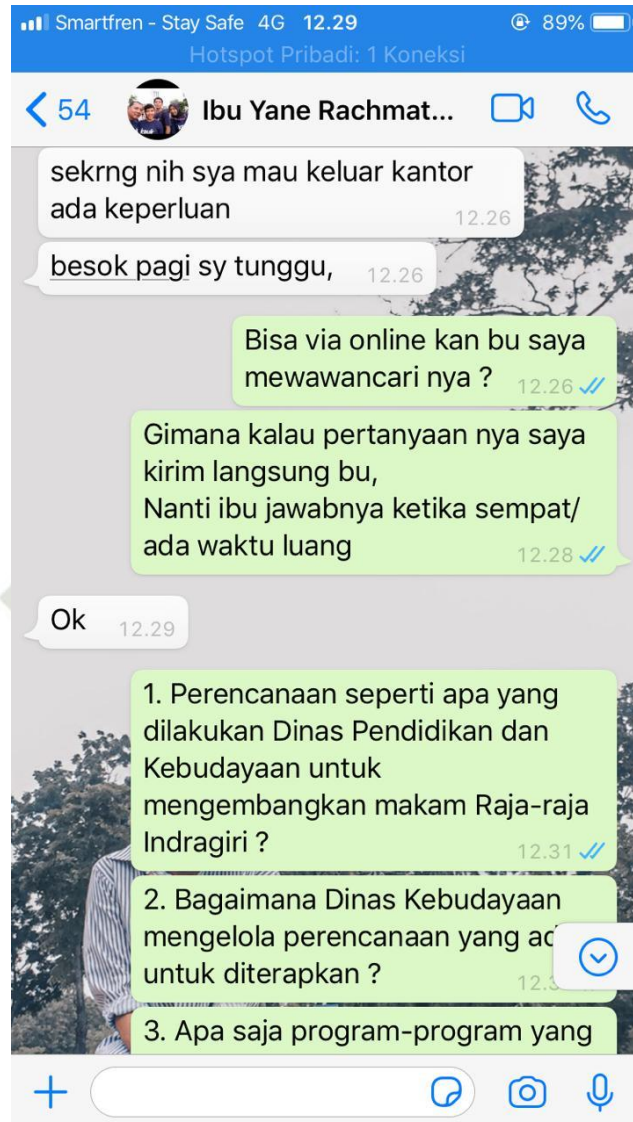 Smartfren - Stay Safe 4G 12.29 89%
Hotspot Pribadi: 1 Koneksi
54 Ibu Yane Rachmat...
sekrng nih sya mau keluar kantor
ada keperluan 12.26
besok pagi sy tunggu, 12.26
Bisa via online kan bu saya
mewawancari nya ? 12.26
Gimana kalau pertanyaan nya saya
kirim langsung bu,
Nanti ibu jawabnya ketika sempat/
ada waktu luang 12.28
Ok 12.29
1. Perencanaan seperti apa yang
dilakukan Dinas Pendidikan dan
Kebudayaan untuk
mengembangkan makam Raja-raja
Indragiri ? 12.31
2. Bagaimana Dinas Kebudayaan
mengelola perencanaan yang
untuk diterapkan ?
3. Apa saja program-program yang